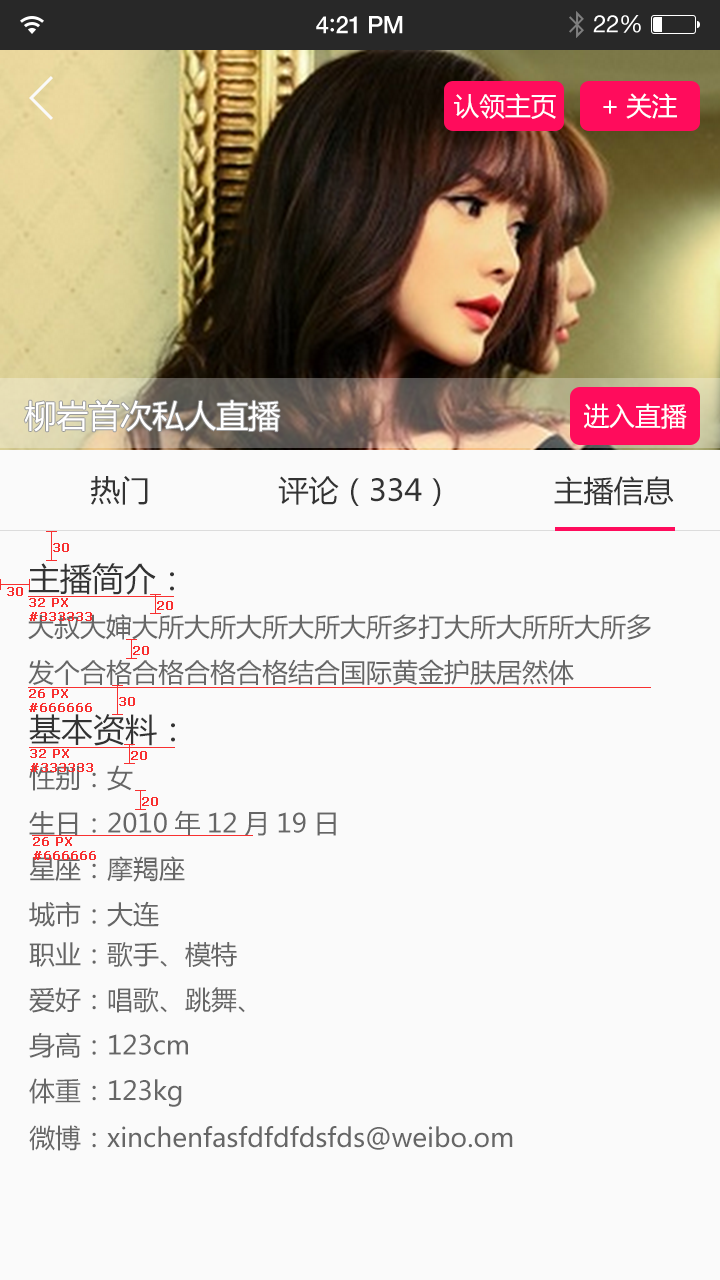 4:21 PM
22%
认领主页
+ 关注
柳岩首次私人直播
进入直播
热门
评论（334）
主播信息
30
30
主播简介：
32 PX
20
#333333
大叔大婶大所大所大所大所大所多打大所大所所大所多
20
发个合格合格合格合格结合国际黄金护肤居然体
26 PX
30
#666666
基本资料：
32 PX
20
#333333
性别：女
20
生日：2010 年 12 月 19 日
26 PX
#666666
星座：摩羯座
城市：大连
职业：歌手、模特
爱好：唱歌、跳舞、
身高：123cm
体重：123kg
微博：xinchenfasfdfdfdsfds@weibo.om